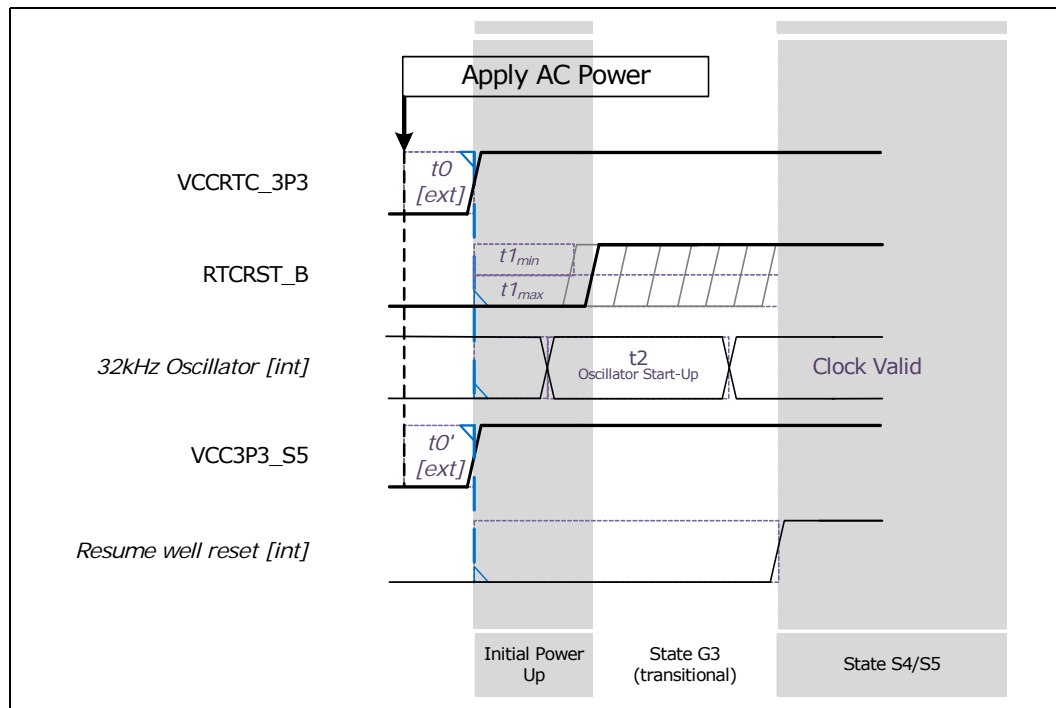 Apply AC Power
t0
[ext]
VCCRTC_3P3
t1min
RTCRST_B
t1max
32kHz Oscillator [int]
t2
Oscillator Start-Up
Clock Valid
VCC3P3_S5
t0'
[ext]
Resume well reset [int]
Initial Power
Up
State G3
(transitional)
State S4/S5